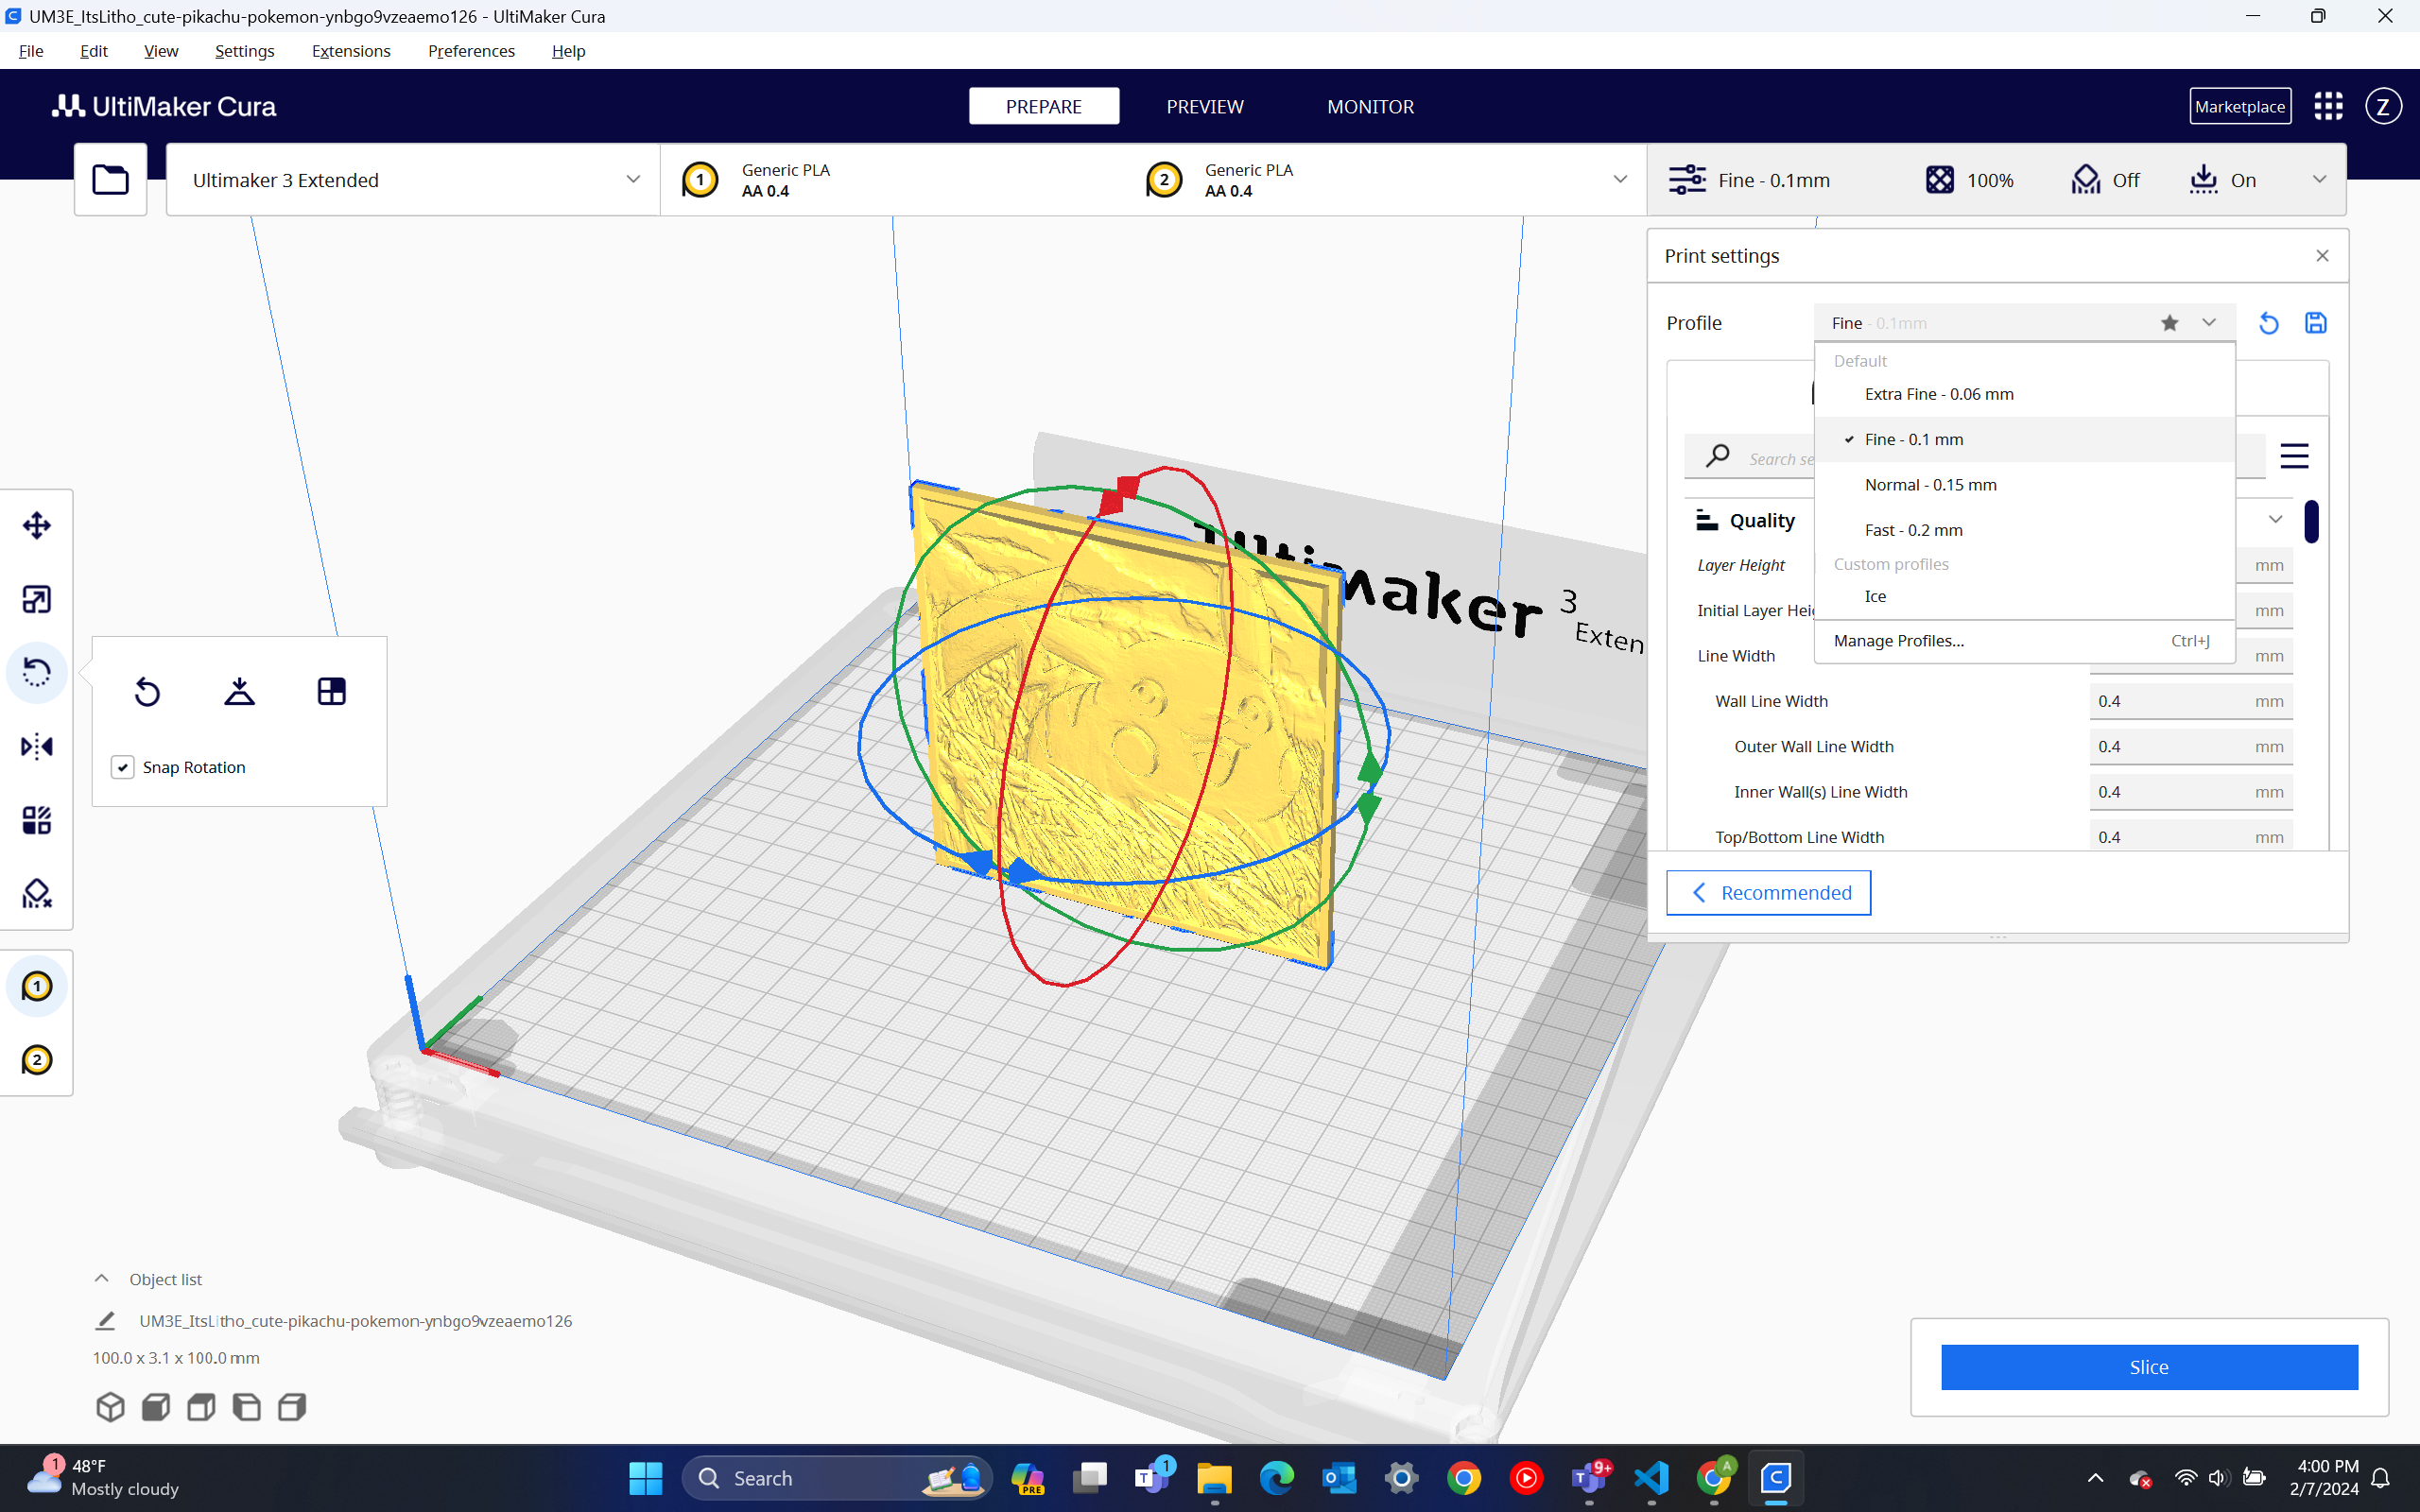 UM3E_ItsLitho_cute-pikachu-pokemon-ynbgo9vzeaemo126 - UltiMaker Cura
File Edit View Settings Extensions Preferences Help
UltiMaker Cura
PREPARE PREVIEW MONITOR
Marketplace
Z
Ultimaker 3 Extended
1 Generic PLA
AA 0.4
2 Generic PLA
AA 0.4
Fine - 0.1mm 100% Off On
Print settings
Profile Fine - 0.1mm
Default
Extra Fine - 0.06 mm
Fine - 0.1 mm
Normal - 0.15 mm
Fast - 0.2 mm
Custom profiles
Ice
Manage Profiles... Ctrl+J
Search se
Quality
Layer Height mm
Initial Layer Heig mm
Line Width mm
Wall Line Width 0.4 mm
Outer Wall Line Width 0.4 mm
Inner Wall(s) Line Width 0.4 mm
Top/Bottom Line Width 0.4 mm
Recommended
UltiMaker 3
Exten
Snap Rotation
1
2
Object list
UM3E_ItsLitho_cute-pikachu-pokemon-ynbgo9vzeaemo126
100.0 x 3.1 x 100.0 mm
Slice
1
48°F
Mostly cloudy
Search
PRE
1
9+
A
4:00 PM
2/7/2024